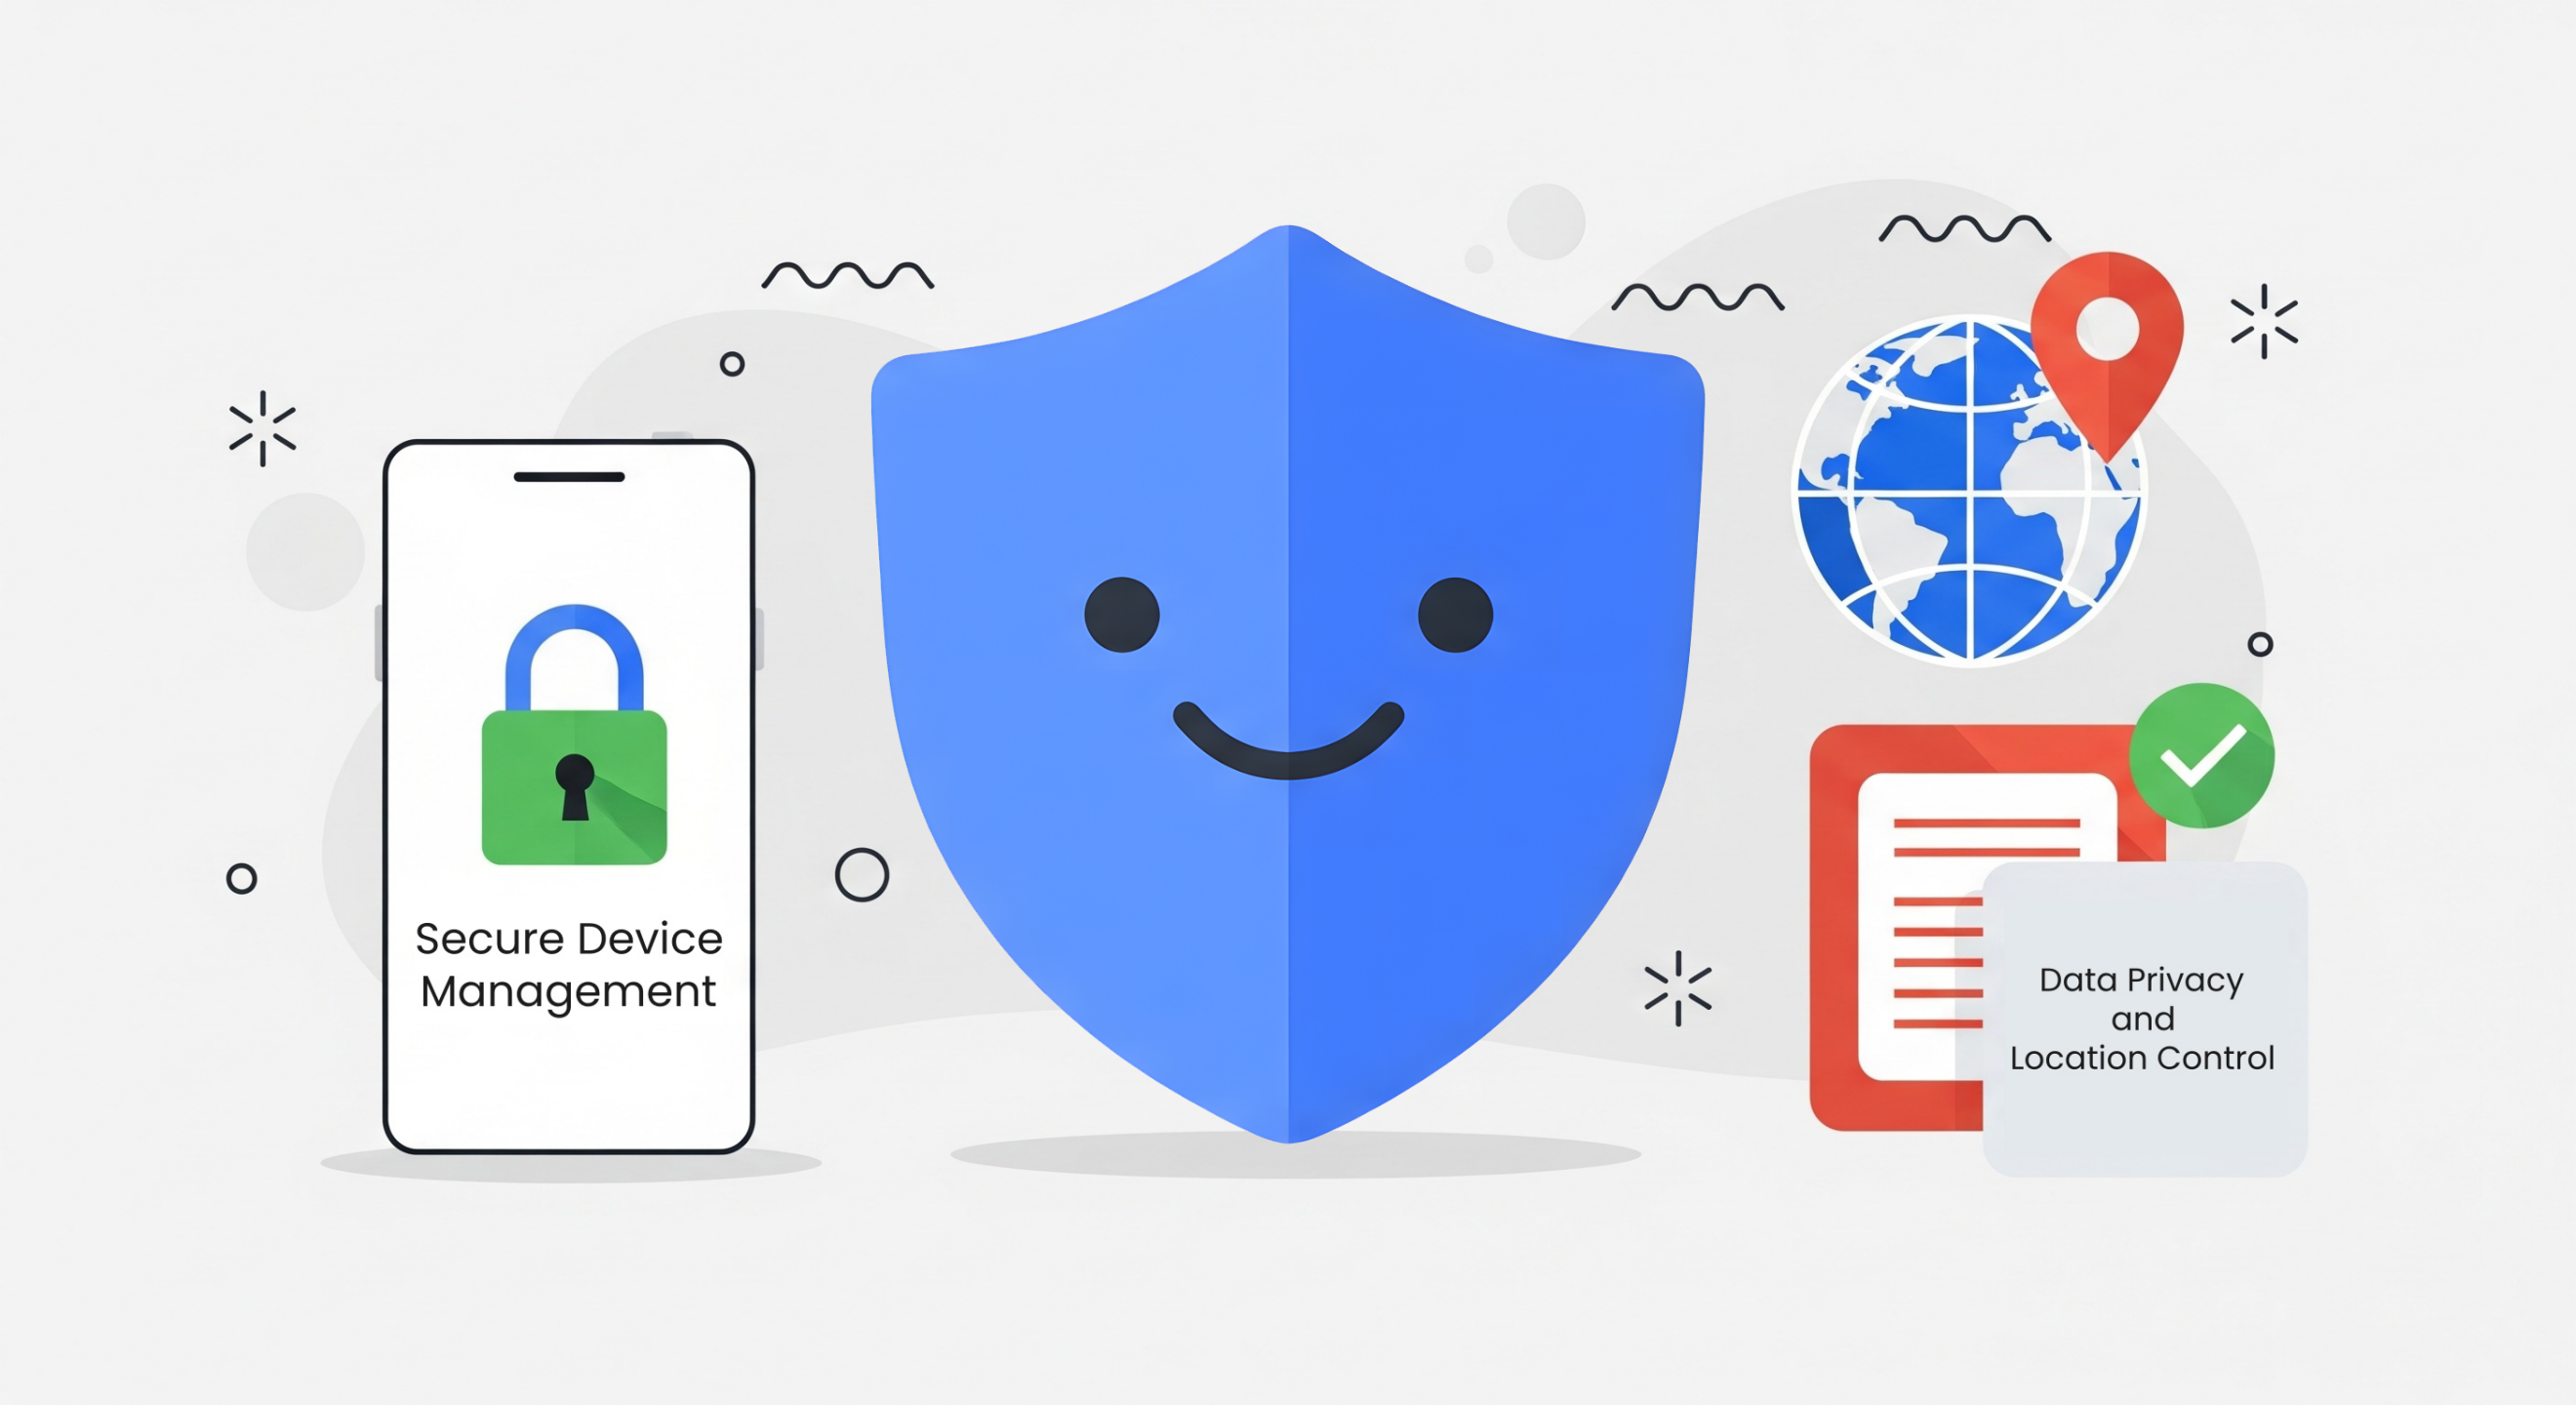 Secure Device
Management
Data Privacy
and
Location Control